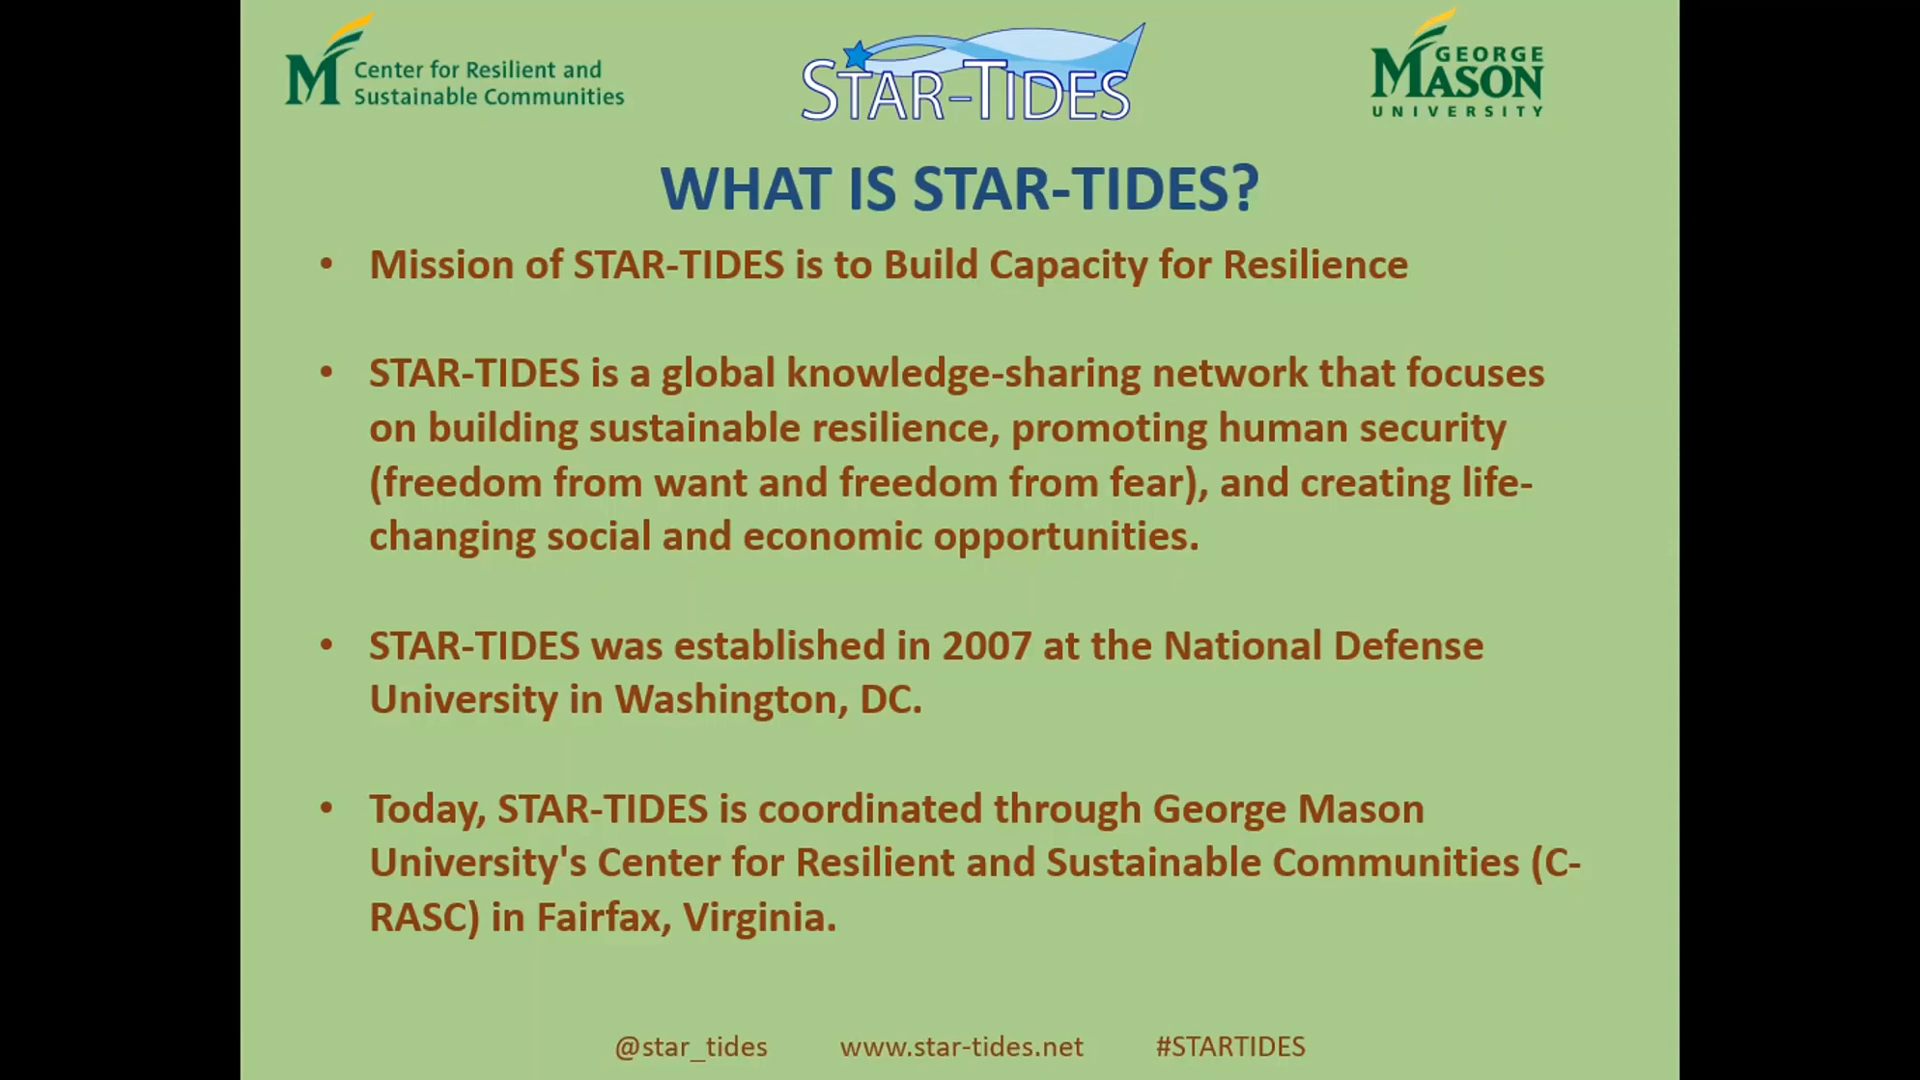 M Center for Resilient and
Sustainable Communities
STAR-TIDES
GEORGE
MASON
UNIVERSITY
WHAT IS STAR-TIDES?
• Mission of STAR-TIDES is to Build Capacity for Resilience
• STAR-TIDES is a global knowledge-sharing network that focuses
on building sustainable resilience, promoting human security
(freedom from want and freedom from fear), and creating life-
changing social and economic opportunities.
• STAR-TIDES was established in 2007 at the National Defense
University in Washington, DC.
• Today, STAR-TIDES is coordinated through George Mason
University's Center for Resilient and Sustainable Communities (C-
RASC) in Fairfax, Virginia.
@star_tides www.star-tides.net #STARTIDES